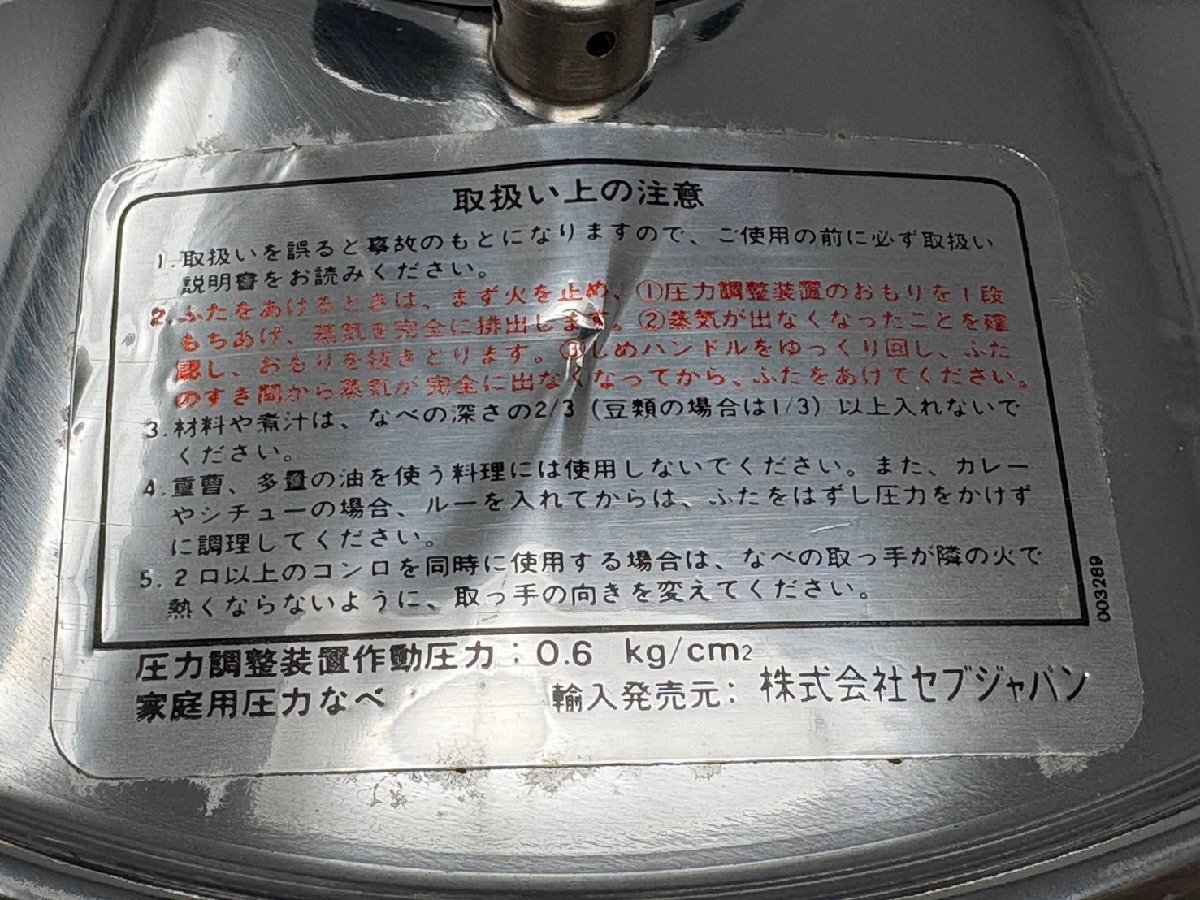 取扱い上の注意
1. 取扱いを誤ると事故のもとになりますので、ご使用の前に必ず取扱い
説明書をお読みください。
2. ふたをあけるときは、まず火を止め、①圧力調整装置のおもりを1段
もちあげ、蒸気を完全に排出します。②蒸気が出なくなったことを確
認し、おもりを抜きとります。③しめハンドルをゆっくり回し、ふた
のすき間から蒸気が完全に出なくなってから、ふたをあけてください。
3. 材料や煮汁は、なべの深さの2/3（豆類の場合は1/3）以上入れないで
ください。
4. 重曹、多量の油を使う料理には使用しないでください。また、カレー
やシチューの場合、ルーを入れてからは、ふたをはずし圧力をかけず
に調理してください。
5. 2口以上のコンロを同時に使用する場合は、なべの取っ手が隣の火で
熱くならないように、取っ手の向きを変えてください。
003289
圧力調整装置作動圧力：0.6 kg/cm2
家庭用圧力なべ 輸入発売元：株式会社セブジャパン